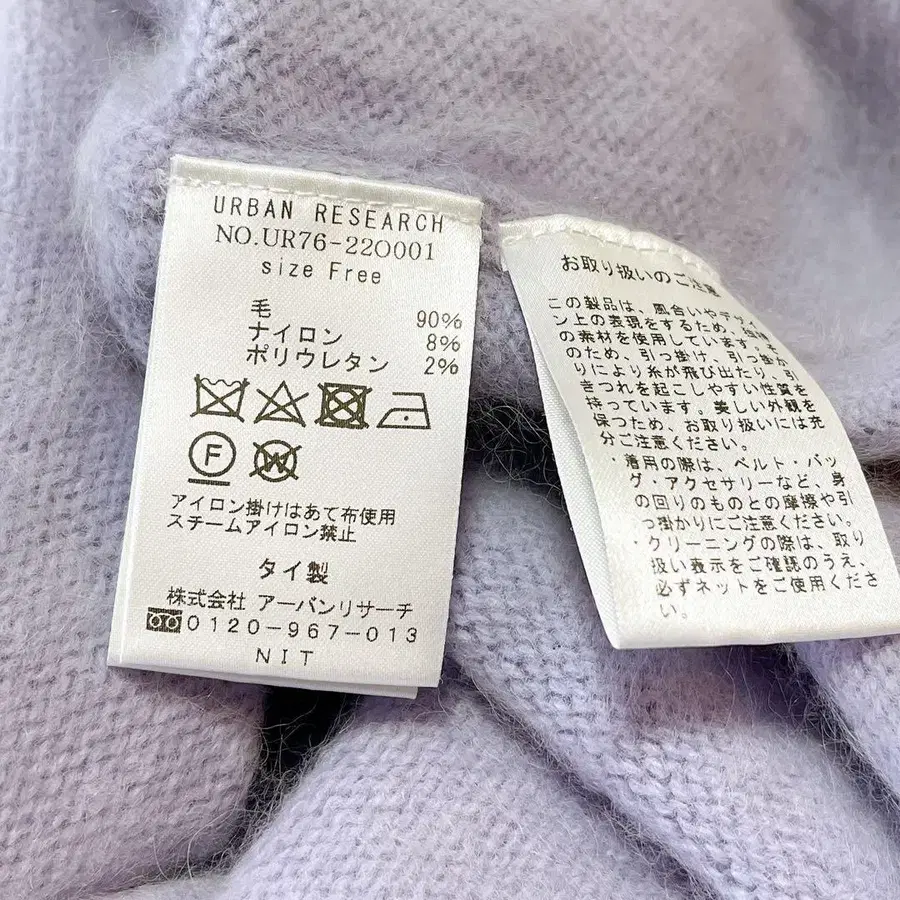 URBAN RESEARCH
NO.UR76-22O001
size Free
毛 90%
ナイロン 8%
ポリウレタン 2%
F
W
アイロン掛けはあて布使用
スチームアイロン禁止
タイ製
株式会社 アーバンリサーチ
0120-967-013
NIT
お取り扱いのご注意
この製品は、風合いやデザイ
ン上の表現をするため、
の素材を使用しています。そ
のため、引っ掛け、引っ掛か
りにより糸が飛び出たり、引
きつれを起こしやすい性質を
持っています。美しい外観を
保つため、お取り扱いには充
分ご注意ください。
・着用の際は、ベルト・バッ
グ・アクセサリーなど、身
の回りのものとの摩擦や引
っ掛かりにご注意ください。
・クリーニングの際は、取り
扱い表示をご確認のうえ、
必ずネットをご使用くださ
い。